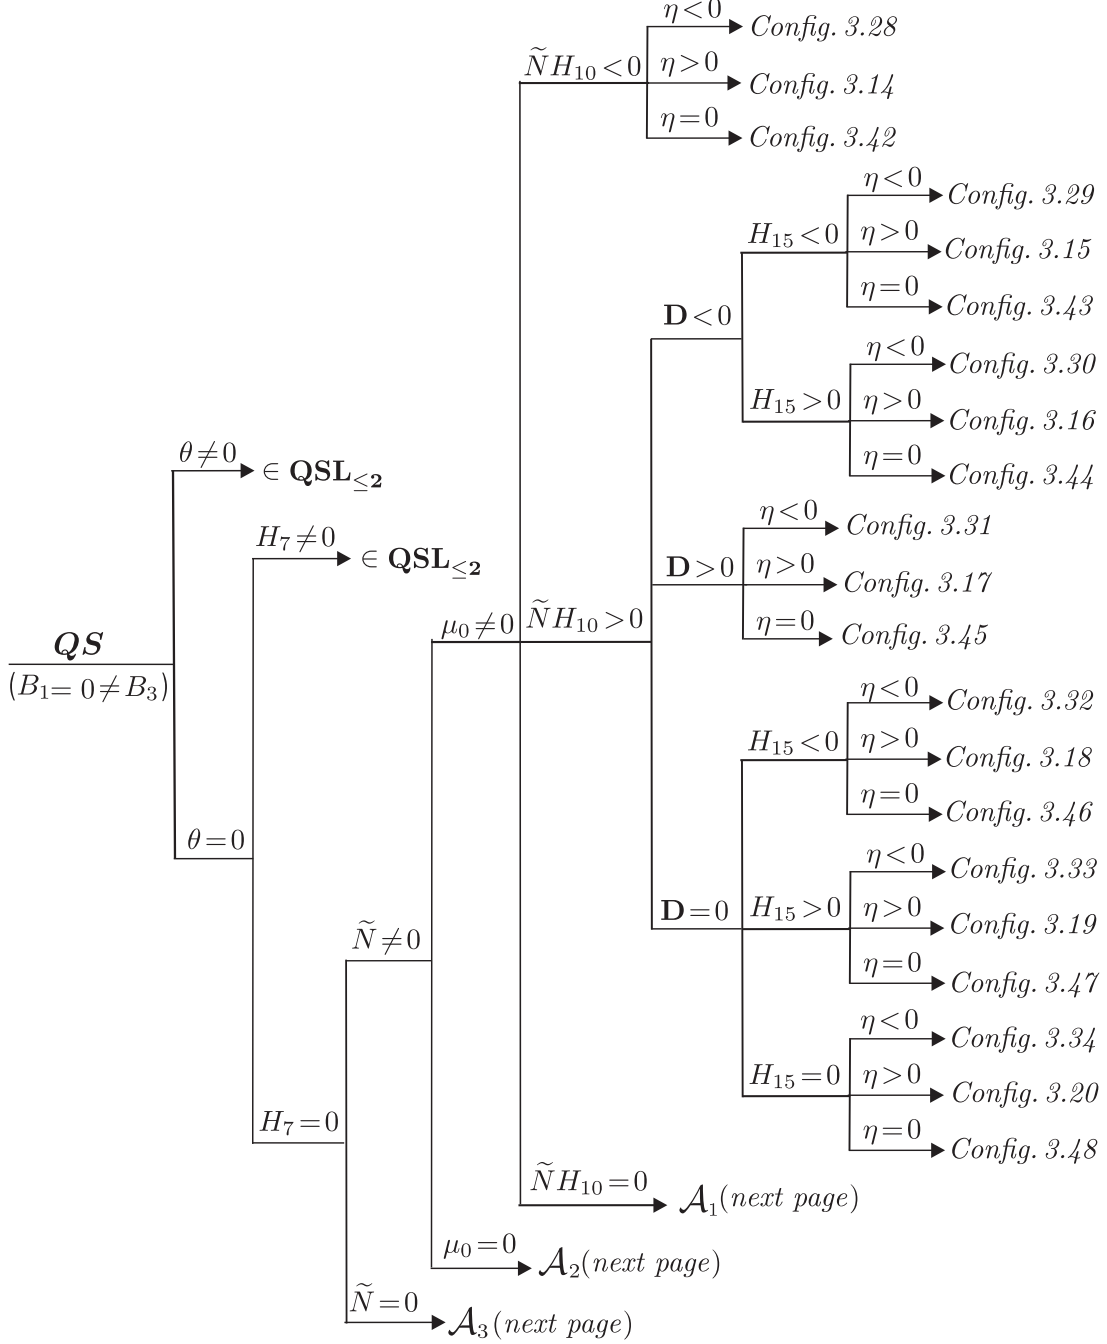 η<0 Config. 3.28
ÑH₁₀<0 η>0 Config. 3.14
η=0 Config. 3.42
η<0 Config. 3.29
H₁₅<0 η>0 Config. 3.15
η=0 Config. 3.43
D<0
η<0 Config. 3.30
H₁₅>0 η>0 Config. 3.16
η=0 Config. 3.44
θ≠0 ∈ QSL≤2
η<0 Config. 3.31
H₇≠0 ∈ QSL≤2
D>0 η>0 Config. 3.17
μ₀≠0 ÑH₁₀>0 η=0 Config. 3.45
QS
(B₁=0≠B₃)
η<0 Config. 3.32
H₁₅<0 η>0 Config. 3.18
η=0 Config. 3.46
θ=0
η<0 Config. 3.33
D=0 H₁₅>0 η>0 Config. 3.19
Ñ≠0
η=0 Config. 3.47
η<0 Config. 3.34
H₁₅=0 η>0 Config. 3.20
H₇=0
η=0 Config. 3.48
ÑH₁₀=0 𝒜₁(next page)
μ₀=0 𝒜₂(next page)
Ñ=0 𝒜₃(next page)